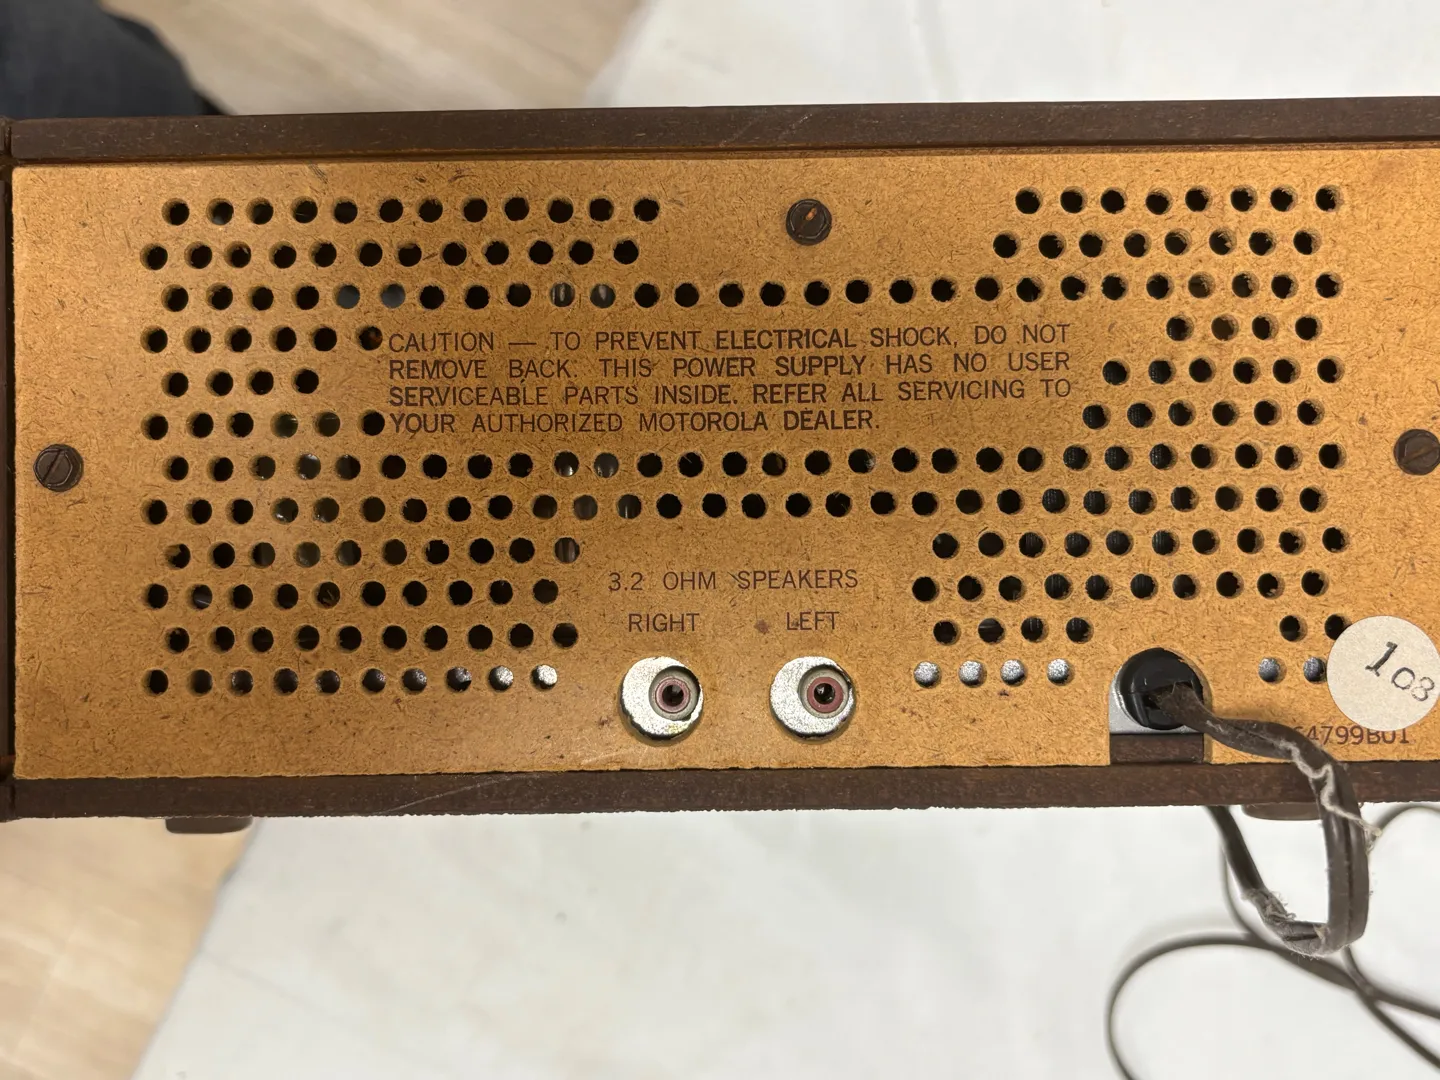 CAUTION — TO PREVENT ELECTRICAL SHOCK, DO NOT
REMOVE BACK. THIS POWER SUPPLY HAS NO USER
SERVICEABLE PARTS INSIDE. REFER ALL SERVICING TO
YOUR AUTHORIZED MOTOROLA DEALER.
3.2 OHM SPEAKERS
RIGHT LEFT
108